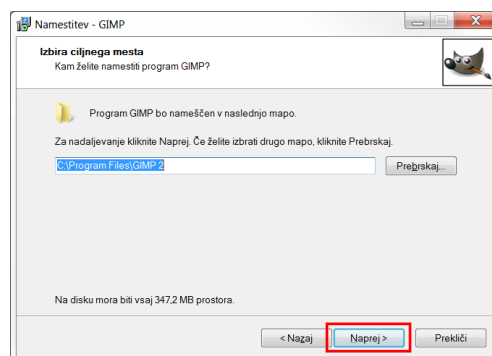 Namestitev - GIMP
Izbira ciljnega mesta
Kam želite namestiti program GIMP?
Program GIMP bo nameščen v naslednjo mapo.
Za nadaljevanje kliknite Naprej. Če želite izbrati drugo mapo, kliknite Prebrskaj.
C:\Program Files\GIMP 2
Prebrskaj...
Na disku mora biti vsaj 347,2 MB prostora.
< Nazaj
Naprej >
Prekliči